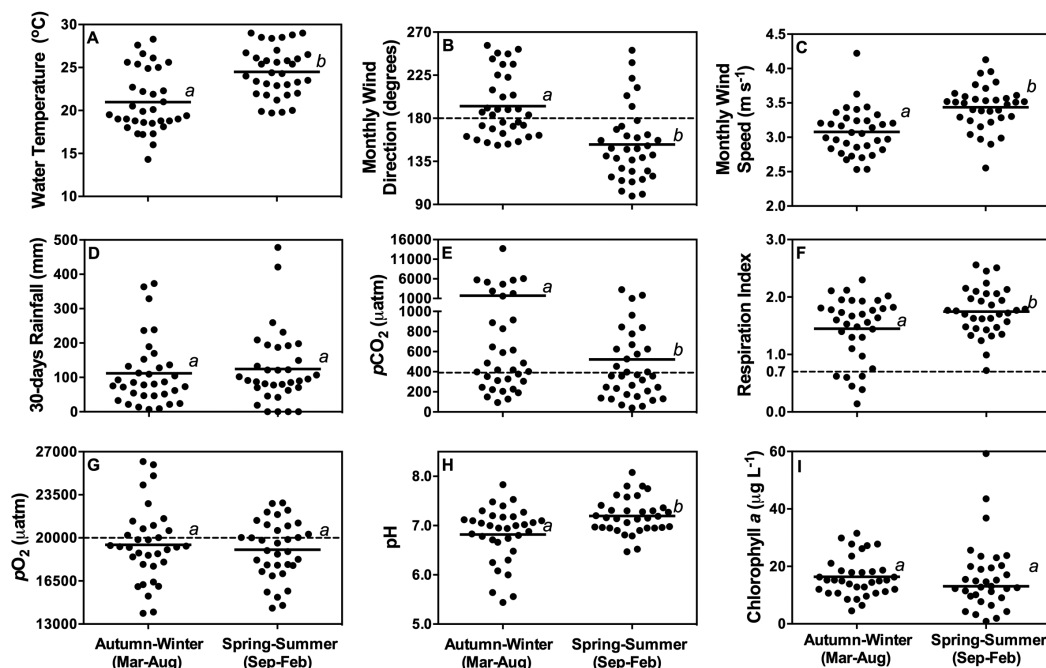 A
Water Temperature (ºC)
30
25
20
15
10
a
b
B
Monthly Wind
Direction (degrees)
270
225
180
135
90
a
b
C
Monthly Wind
Speed (m s⁻¹)
4.5
4.0
3.5
3.0
2.5
2.0
a
b
D
30-days Rainfall (mm)
500
400
300
200
100
0
a
a
E
pCO₂ (µatm)
16000
11000
6000
1000
1000
800
600
400
200
0
a
b
F
Respiration Index
3.0
2.0
1.0
0.7
0.0
a
b
G
pO₂ (µatm)
27000
23500
20000
16500
13000
a
a
Autumn-Winter
(Mar-Aug)
Spring-Summer
(Sep-Feb)
H
pH
8.0
7.0
6.0
5.0
a
b
Autumn-Winter
(Mar-Aug)
Spring-Summer
(Sep-Feb)
I
Chlorophyll a (µg L⁻¹)
60
40
20
0
a
a
Autumn-Winter
(Mar-Aug)
Spring-Summer
(Sep-Feb)